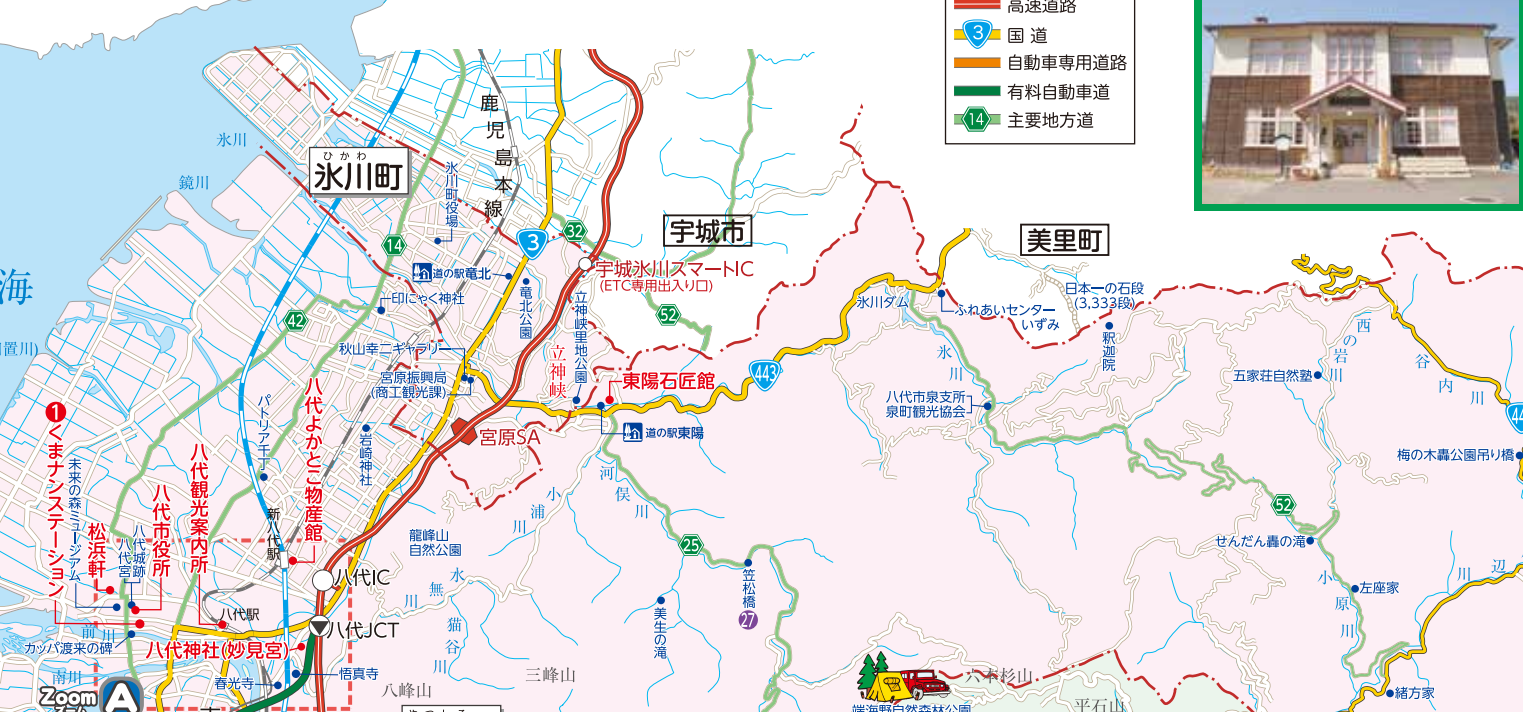 高速道路
3
国道
自動車専用道路
有料自動車道
14
主要地方道
氷川
鏡川
海
ひかわ
氷川町
鹿児島本線
氷川町役場
宇城市
美里町
14
3
32
宇城氷川スマートIC
(ETC専用出入り口)
道の駅竜北
竜北公園
印にゃく神社
42
52
立神峡里地公園
立神峡
秋山幸二ギャラリー
宮原振興局
(商工観光課)
東陽石匠館
443
氷川ダム
ふれあいセンター
いずみ
日本一の石段
(3,333段)
釈迦院
氷川
八代市泉支所
泉町観光協会
西の岩川
五家荘自然塾
谷内川
梅の木轟公園吊り橋
宮原SA
道の駅東陽
河俣川
小浦川
1
くまナンステーション
未来の森ミュージアム
松浜軒
八代宮
八代城跡
八代市役所
八代観光案内所
パトリア千丁
八代よかとこ物産館
岩崎神社
新八代駅
龍峰山
自然公園
25
52
せんだん轟の滝
小原川
左座家
川辺
笠松橋
27
美生の滝
水無川
猫谷川
八代IC
八代駅
八代JCT
八代神社(妙見宮)
前川
カッパ渡来の碑
南川
春光寺
悟真寺
八峰山
三峰山
六本杉山
平石山
端海野自然森林公園
緒方家
Zoom
A